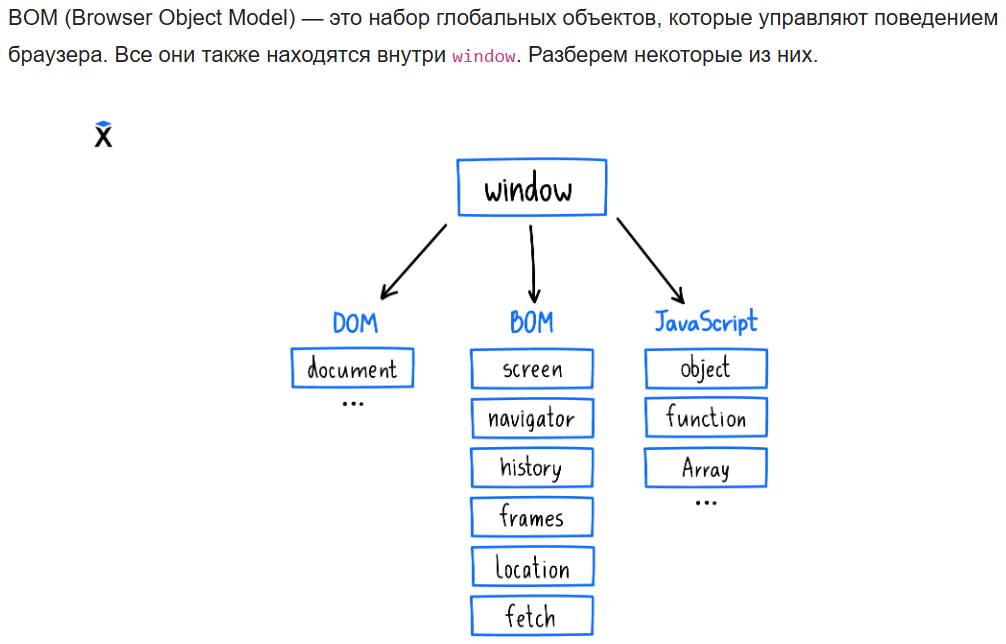 BOM (Browser Object Model) — это набор глобальных объектов, которые управляют поведением
браузера. Все они также находятся внутри window. Разберем некоторые из них.
window
DOM
BOM
JavaScript
document
screen
object
...
navigator
function
history
Array
...
frames
location
fetch